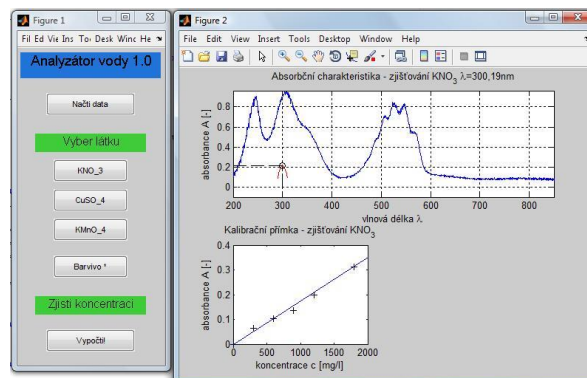 Figure 1
Fil Ed Vie Ins To Desk Winc He
Analyzátor vody 1.0
Načti data
Vyber látku
KNO_3
CuSO_4
KMnO_4
Barvivo *
Zjisti koncentraci
Vypočti!
Figure 2
File Edit View Insert Tools Desktop Window Help
Absorbční charakteristika - zjišťování KNO3 λ=300,19nm
absorbance A [-]
0.8
0.6
0.4
0.2
0
200 300 400 500 600 700 800
vlnová délka λ
Kalibrační přímka - zjišťování KNO3
absorbance A [-]
0.4
0.3
0.2
0.1
0
0 500 1000 1500 2000
koncentrace c [mg/l]